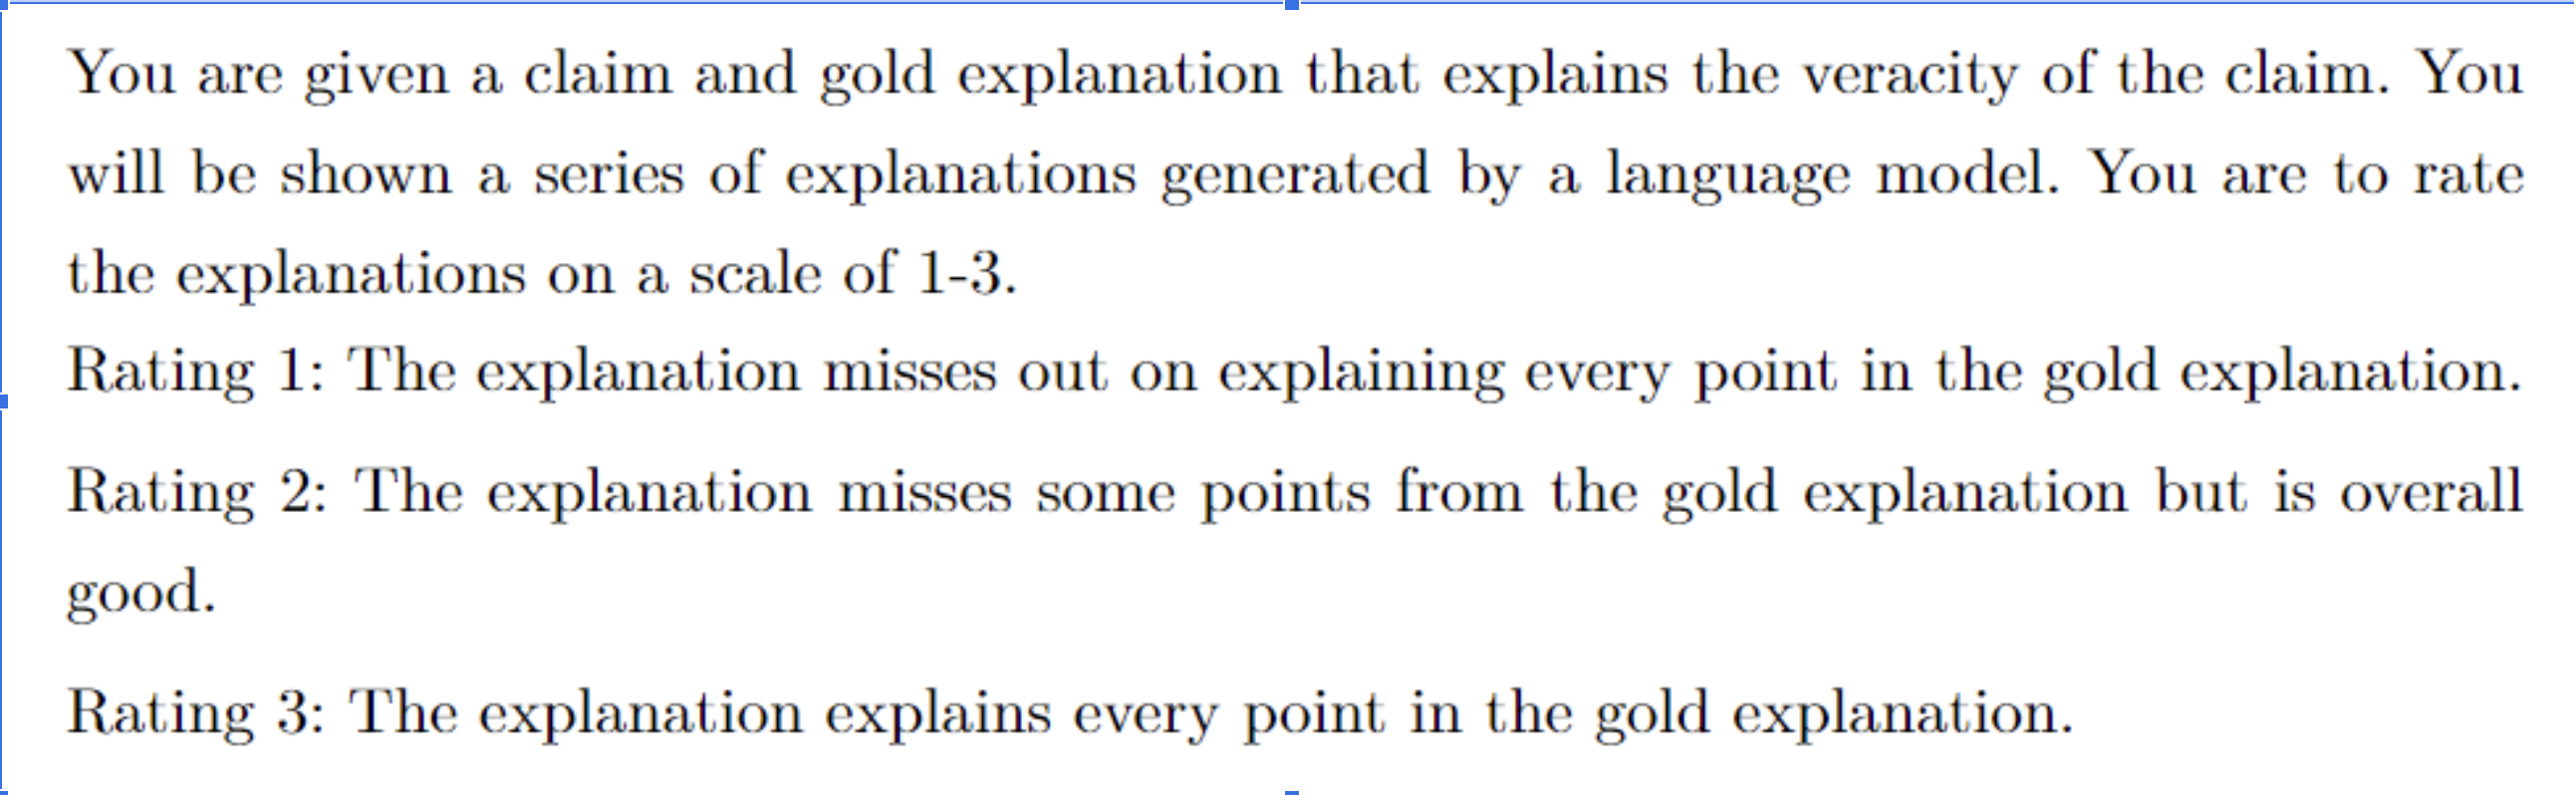 You are given a claim and gold explanation that explains the veracity of the claim. You
will be shown a series of explanations generated by a language model. You are to rate
the explanations on a scale of 1-3.
Rating 1: The explanation misses out on explaining every point in the gold explanation.
Rating 2: The explanation misses some points from the gold explanation but is overall
good.
Rating 3: The explanation explains every point in the gold explanation.